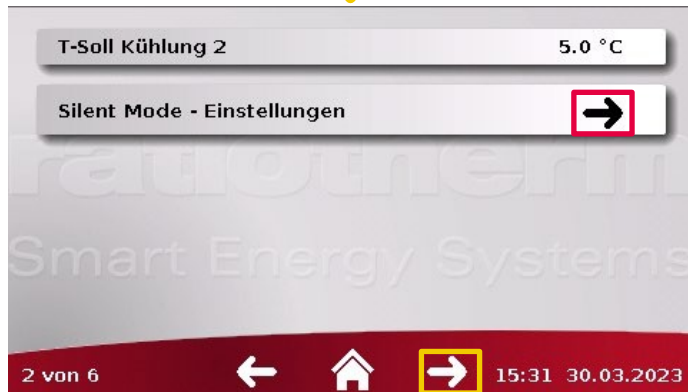 T-Soll Kühlung 2 5.0 °C
Silent Mode - Einstellungen
ratiotherm
Smart Energy Systems
2 von 6 15:31 30.03.2023